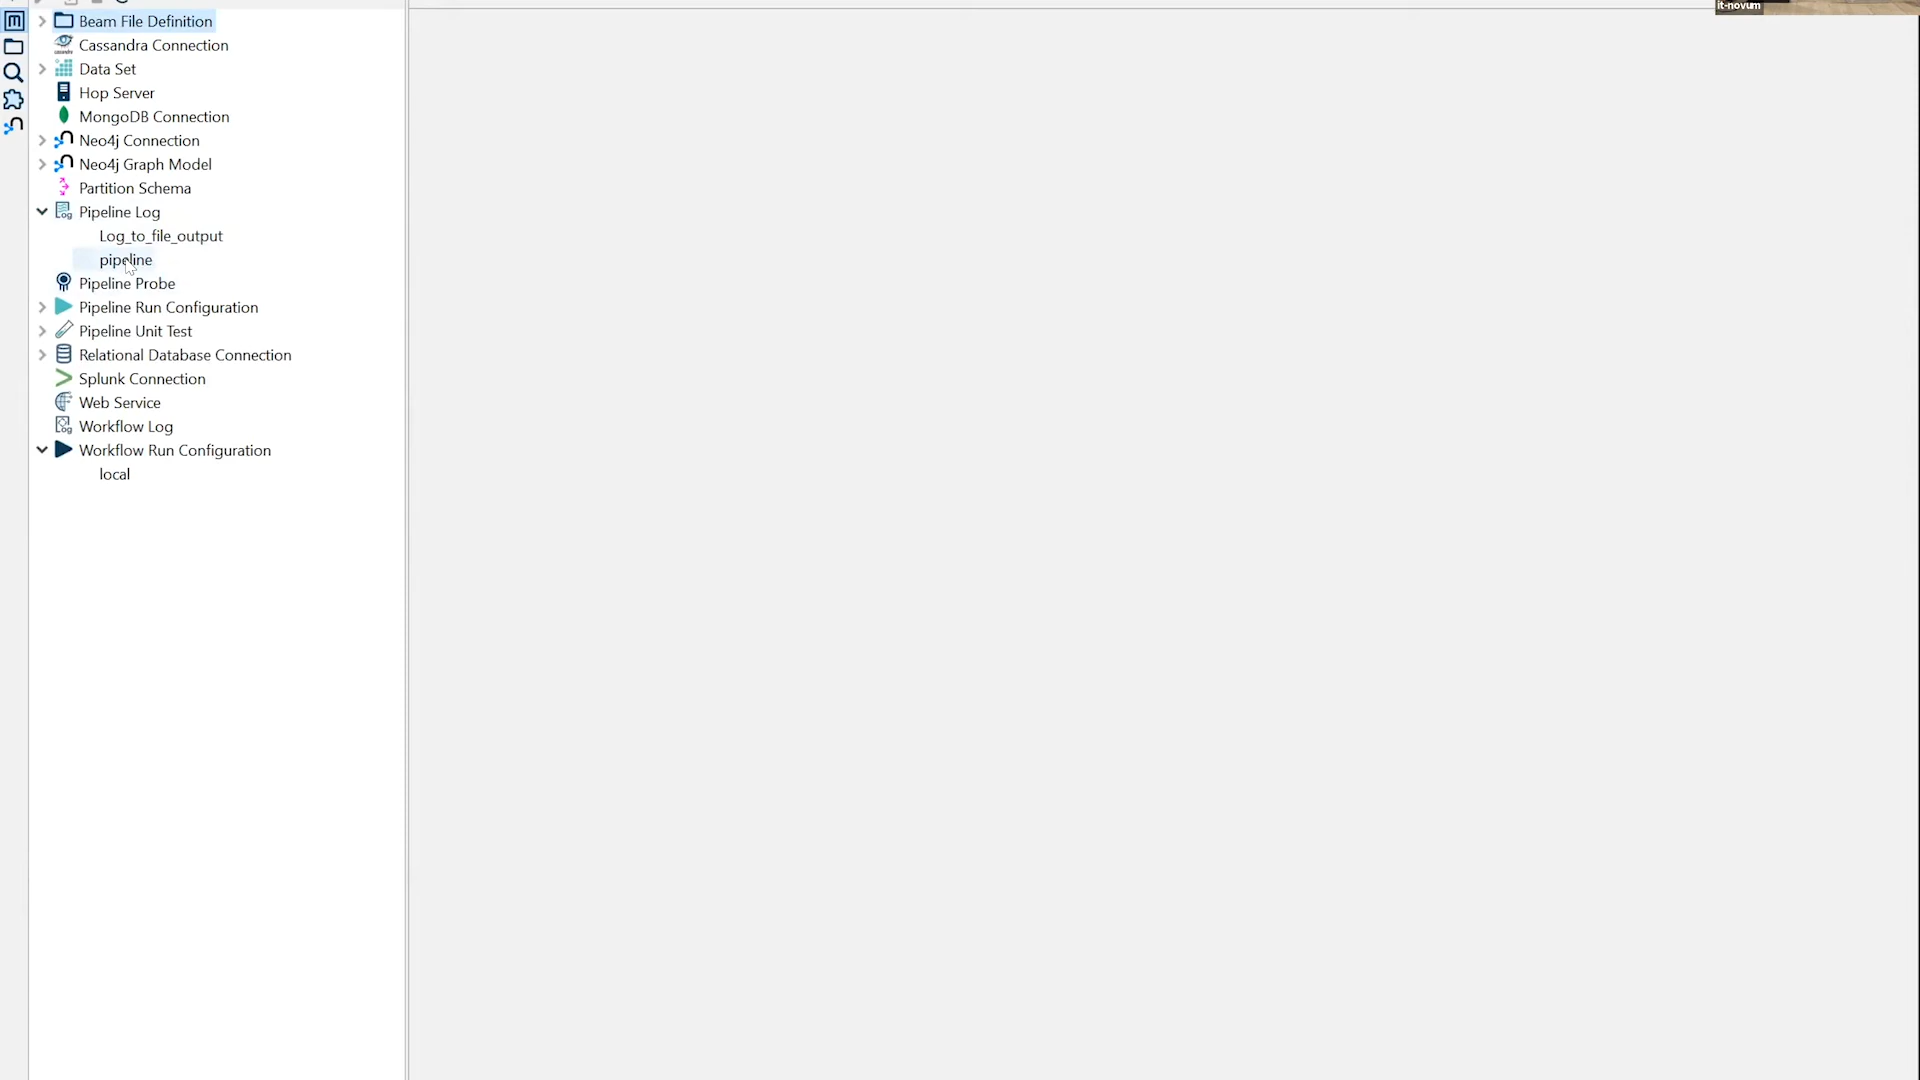 it-novum
Beam File Definition
Cassandra Connection
Data Set
Hop Server
MongoDB Connection
Neo4j Connection
Neo4j Graph Model
Partition Schema
Pipeline Log
Log_to_file_output
pipeline
Pipeline Probe
Pipeline Run Configuration
Pipeline Unit Test
Relational Database Connection
Splunk Connection
Web Service
Workflow Log
Workflow Run Configuration
local